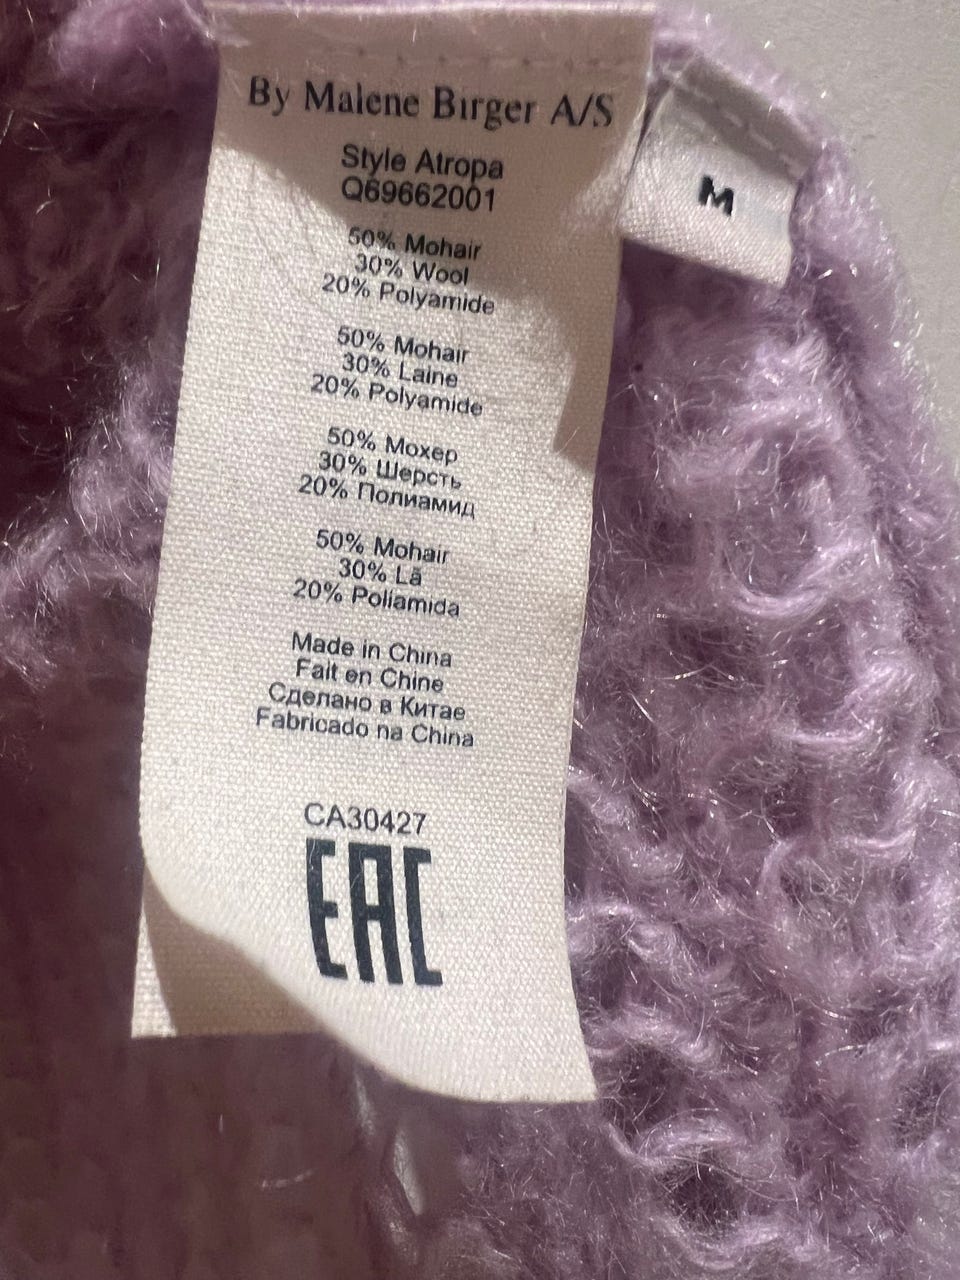 By Malene Birger A/S
Style Atropa
Q69662001
50% Mohair
30% Wool
20% Polyamide
50% Mohair
30% Laine
20% Polyamide
50% Мохер
30% Шерсть
20% Полиамид
50% Mohair
30% Lã
20% Poliamida
Made in China
Fait en Chine
Сделано в Китае
Fabricado na China
CA30427
EAC
M